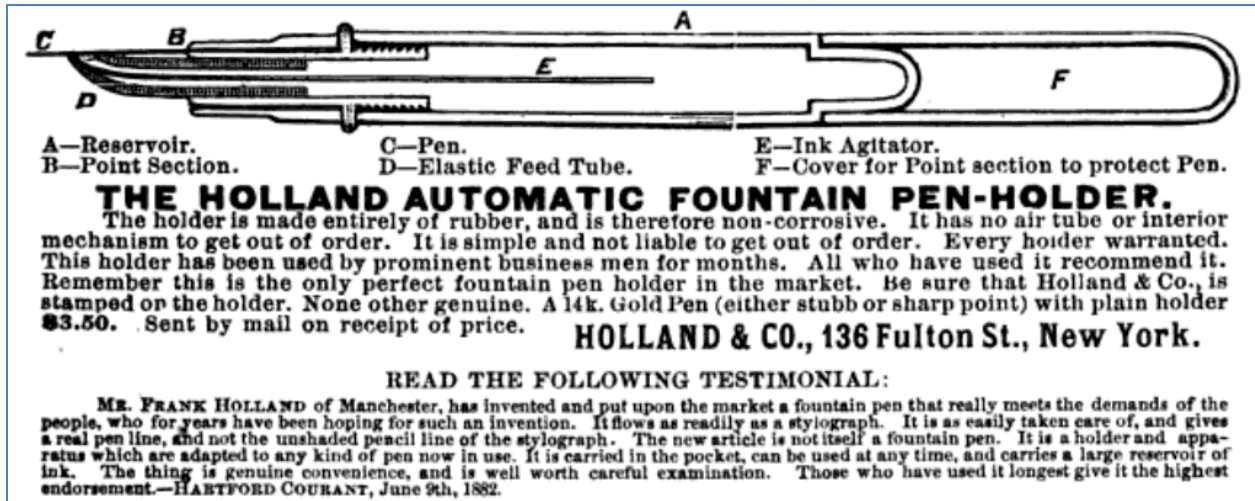 A
C
B
E
F
D
A—Reservoir. C—Pen. E—Ink Agitator.
B—Point Section. D—Elastic Feed Tube. F—Cover for Point section to protect Pen.
THE HOLLAND AUTOMATIC FOUNTAIN PEN-HOLDER.
The holder is made entirely of rubber, and is therefore non-corrosive. It has no air tube or interior
mechanism to get out of order. It is simple and not liable to get out of order. Every holder warranted.
This holder has been used by prominent business men for months. All who have used it recommend it.
Remember this is the only perfect fountain pen holder in the market. Be sure that Holland & Co., is
stamped on the holder. None other genuine. A 14k. Gold Pen (either stubb or sharp point) with plain holder
$3.50. Sent by mail on receipt of price.
HOLLAND & CO., 136 Fulton St., New York.
READ THE FOLLOWING TESTIMONIAL:
MR. FRANK HOLLAND of Manchester, has invented and put upon the market a fountain pen that really meets the demands of the
people, who for years have been hoping for such an invention. It flows as readily as a stylograph. It is as easily taken care of, and gives
a real pen line, and not the unshaded pencil line of the stylograph. The new article is not itself a fountain pen. It is a holder and appa-
ratus which are adapted to any kind of pen now in use. It is carried in the pocket, can be used at any time, and carries a large reservoir of
ink. The thing is genuine convenience, and is well worth careful examination. Those who have used it longest give it the highest
endorsement.—HARTFORD COURANT, June 9th, 1882.